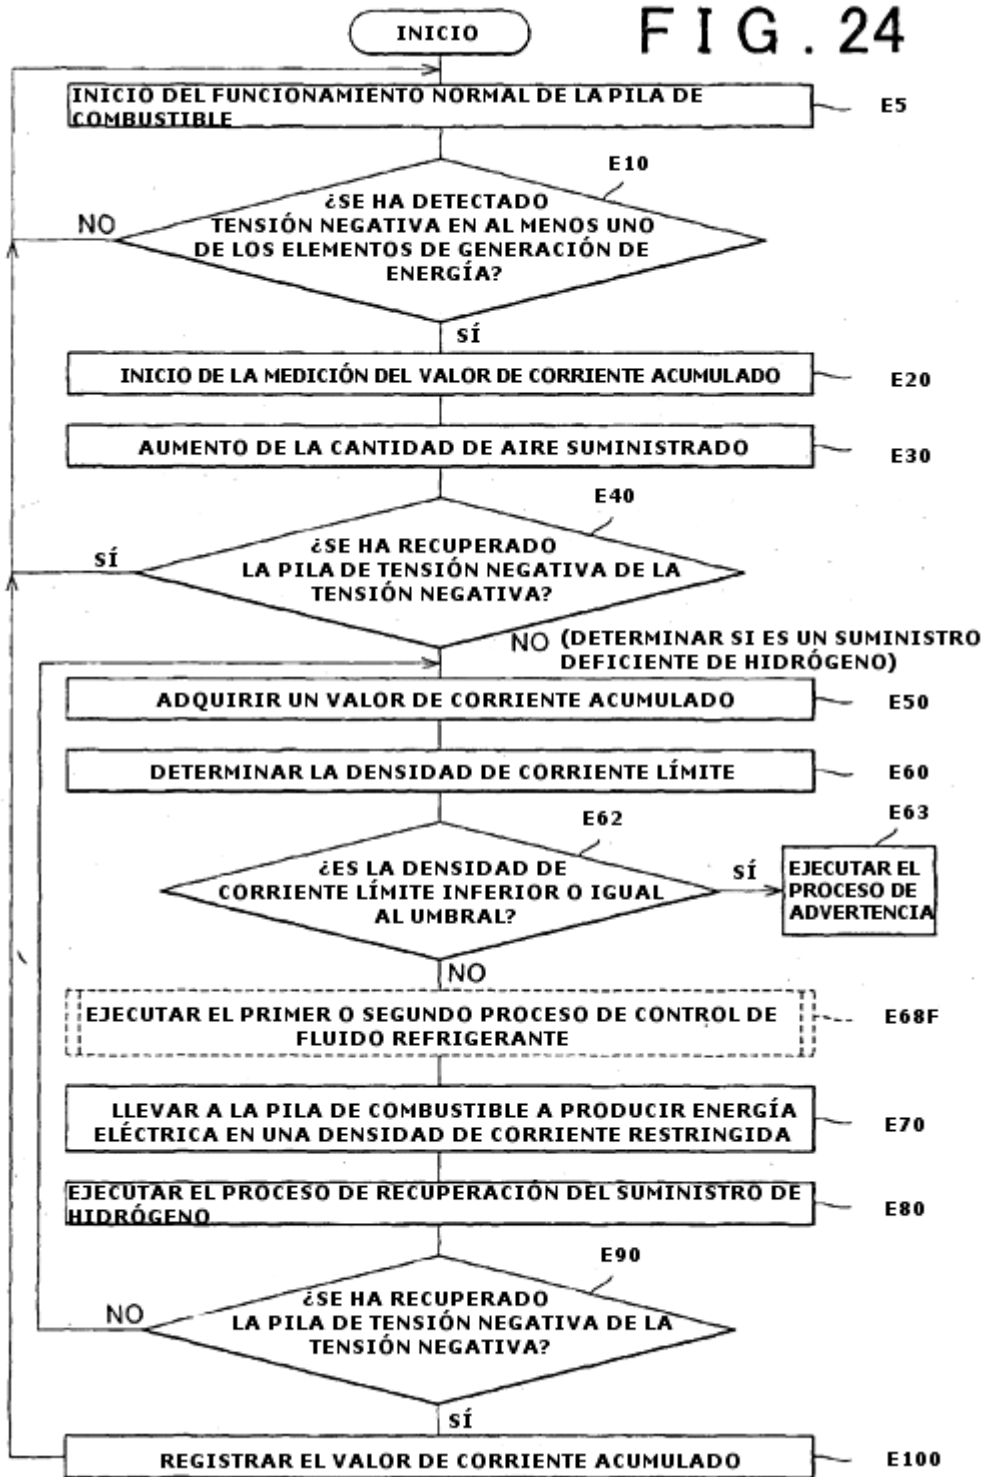 FIG. 24
INICIO
INICIO DEL FUNCIONAMIENTO NORMAL DE LA PILA DE
COMBUSTIBLE
E5
E10
¿SE HA DETECTADO
TENSIÓN NEGATIVA EN AL MENOS UNO
DE LOS ELEMENTOS DE GENERACIÓN DE
ENERGÍA?
NO
SÍ
INICIO DE LA MEDICIÓN DEL VALOR DE CORRIENTE ACUMULADO
E20
AUMENTO DE LA CANTIDAD DE AIRE SUMINISTRADO
E30
E40
¿SE HA RECUPERADO
LA PILA DE TENSIÓN NEGATIVA DE LA
TENSIÓN NEGATIVA?
SÍ
NO (DETERMINAR SI ES UN SUMINISTRO
DEFICIENTE DE HIDRÓGENO)
ADQUIRIR UN VALOR DE CORRIENTE ACUMULADO
E50
DETERMINAR LA DENSIDAD DE CORRIENTE LÍMITE
E60
E62
¿ES LA DENSIDAD DE
CORRIENTE LÍMITE INFERIOR O IGUAL
AL UMBRAL?
SÍ
E63
EJECUTAR EL
PROCESO DE
ADVERTENCIA
NO
EJECUTAR EL PRIMER O SEGUNDO PROCESO DE CONTROL DE
FLUIDO REFRIGERANTE
E68F
LLEVAR A LA PILA DE COMBUSTIBLE A PRODUCIR ENERGÍA
ELÉCTRICA EN UNA DENSIDAD DE CORRIENTE RESTRINGIDA
E70
EJECUTAR EL PROCESO DE RECUPERACIÓN DEL SUMINISTRO DE
HIDRÓGENO
E80
E90
¿SE HA RECUPERADO
LA PILA DE TENSIÓN NEGATIVA DE LA
TENSIÓN NEGATIVA?
NO
SÍ
REGISTRAR EL VALOR DE CORRIENTE ACUMULADO
E100